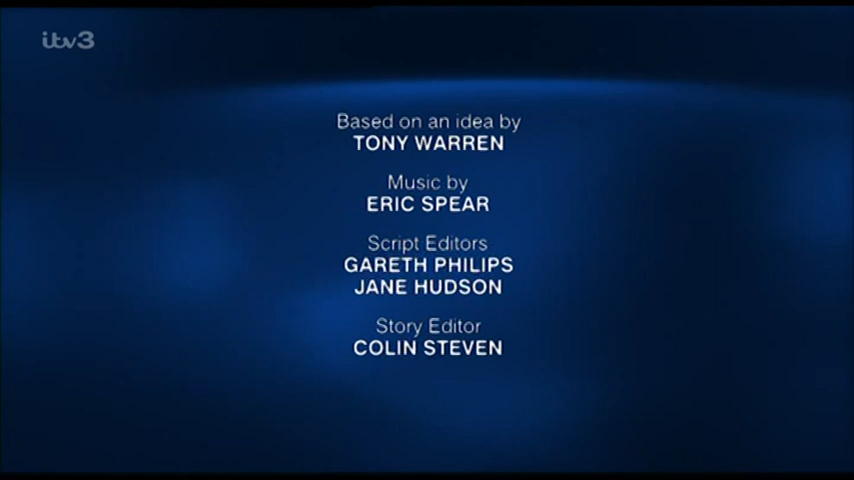 itv3
Based on an idea by
TONY WARREN
Music by
ERIC SPEAR
Script Editors
GARETH PHILIPS
JANE HUDSON
Story Editor
COLIN STEVEN